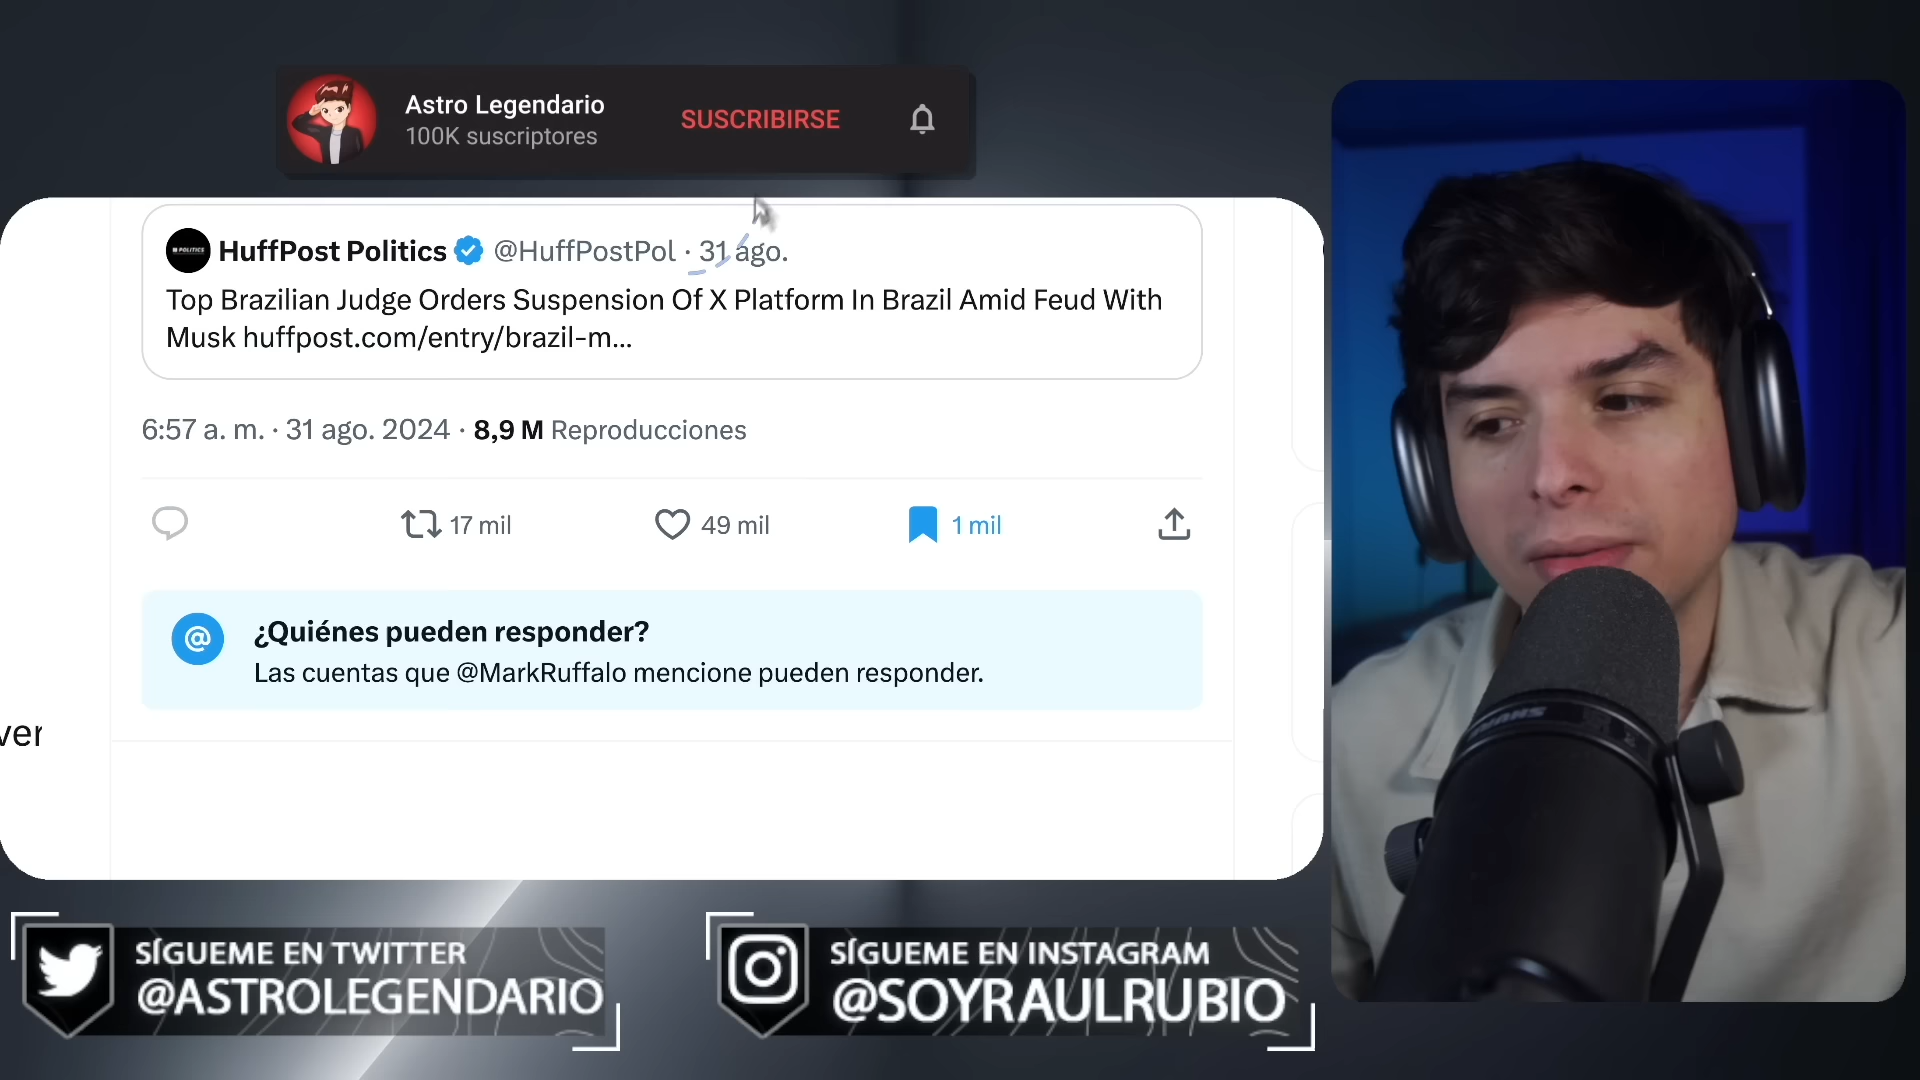 Astro Legendario
100K suscriptores
SUSCRIBIRSE
POLITICS
HuffPost Politics @HuffPostPol · 31 ago.
Top Brazilian Judge Orders Suspension Of X Platform In Brazil Amid Feud With
Musk huffpost.com/entry/brazil-m...
6:57 a. m. · 31 ago. 2024 · 8,9 M Reproducciones
17 mil
49 mil
1 mil
@
¿Quiénes pueden responder?
Las cuentas que @MarkRuffalo mencione pueden responder.
ver
SHURE
SÍGUEME EN TWITTER
@ASTROLEGENDARIO
SÍGUEME EN INSTAGRAM
@SOYRAULRUBIO